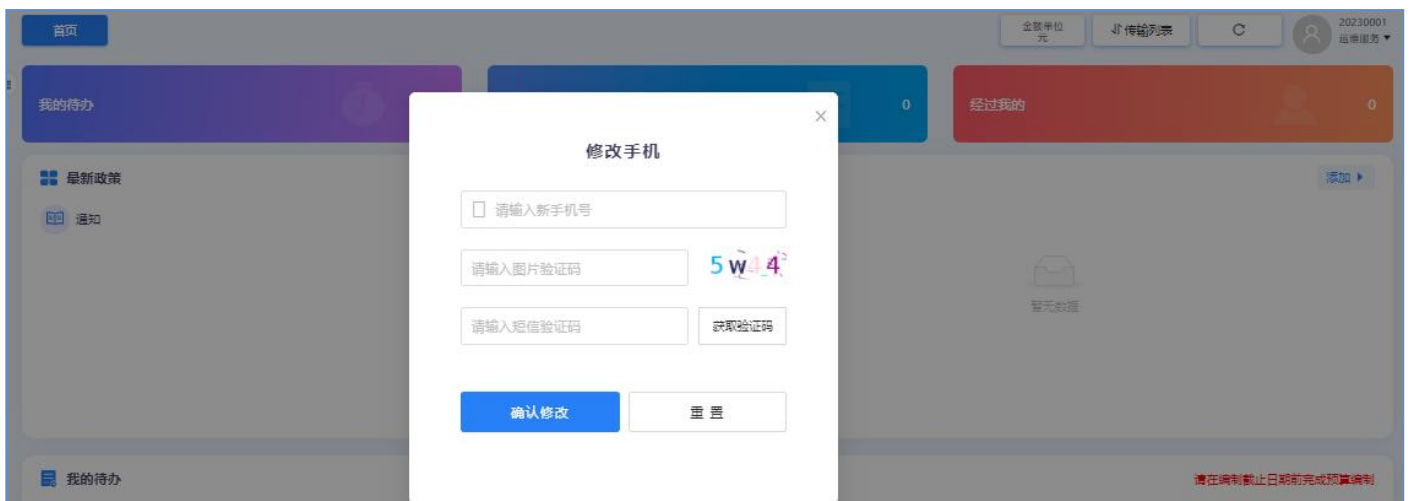 首页
金额单位
元
传输列表
20230001
运维服务
我的待办
0
经过我的
0
修改手机
最新政策
添加
请输入新手机号
通知
请输入图片验证码
5w44
暂无数据
请输入短信验证码
获取验证码
确认修改
重 置
我的待办
请在编制截止日期前完成预算编制